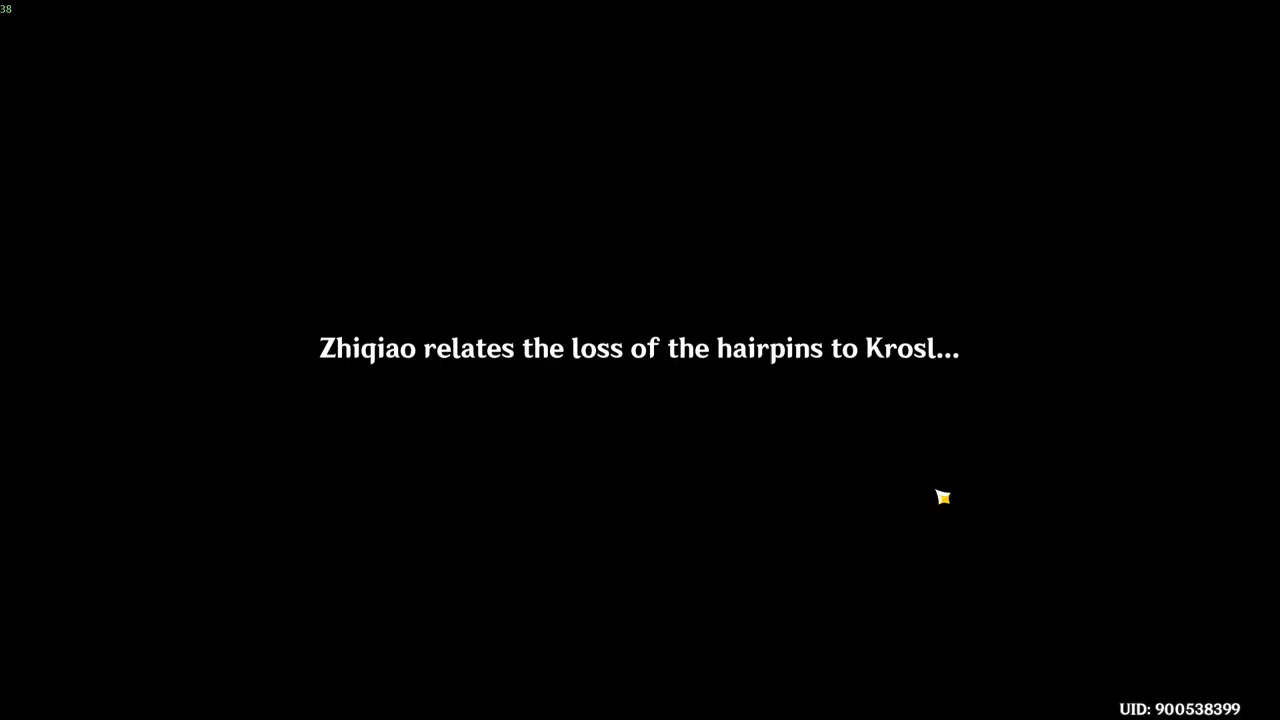 38
Zhiqiao relates the loss of the hairpins to Krosl...
UID: 900538399